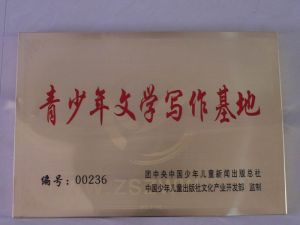 青少年文学写作基地
编号：00236
团中央中国少年儿童新闻出版总社
中国少年儿童出版社文化产业开发部 监制